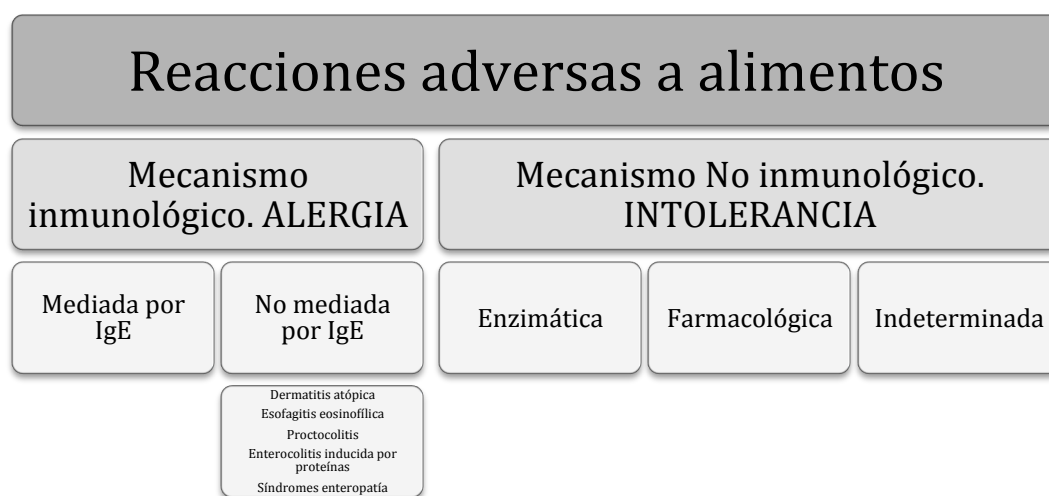 Reacciones adversas a alimentos
Mecanismo
inmunológico. ALERGIA
Mecanismo No inmunológico.
INTOLERANCIA
Mediada por
IgE
No mediada
por IgE
Enzimática
Farmacológica
Indeterminada
Dermatitis atópica
Esofagitis eosinofílica
Proctocolitis
Enterocolitis inducida por
proteínas
Síndromes enteropatía